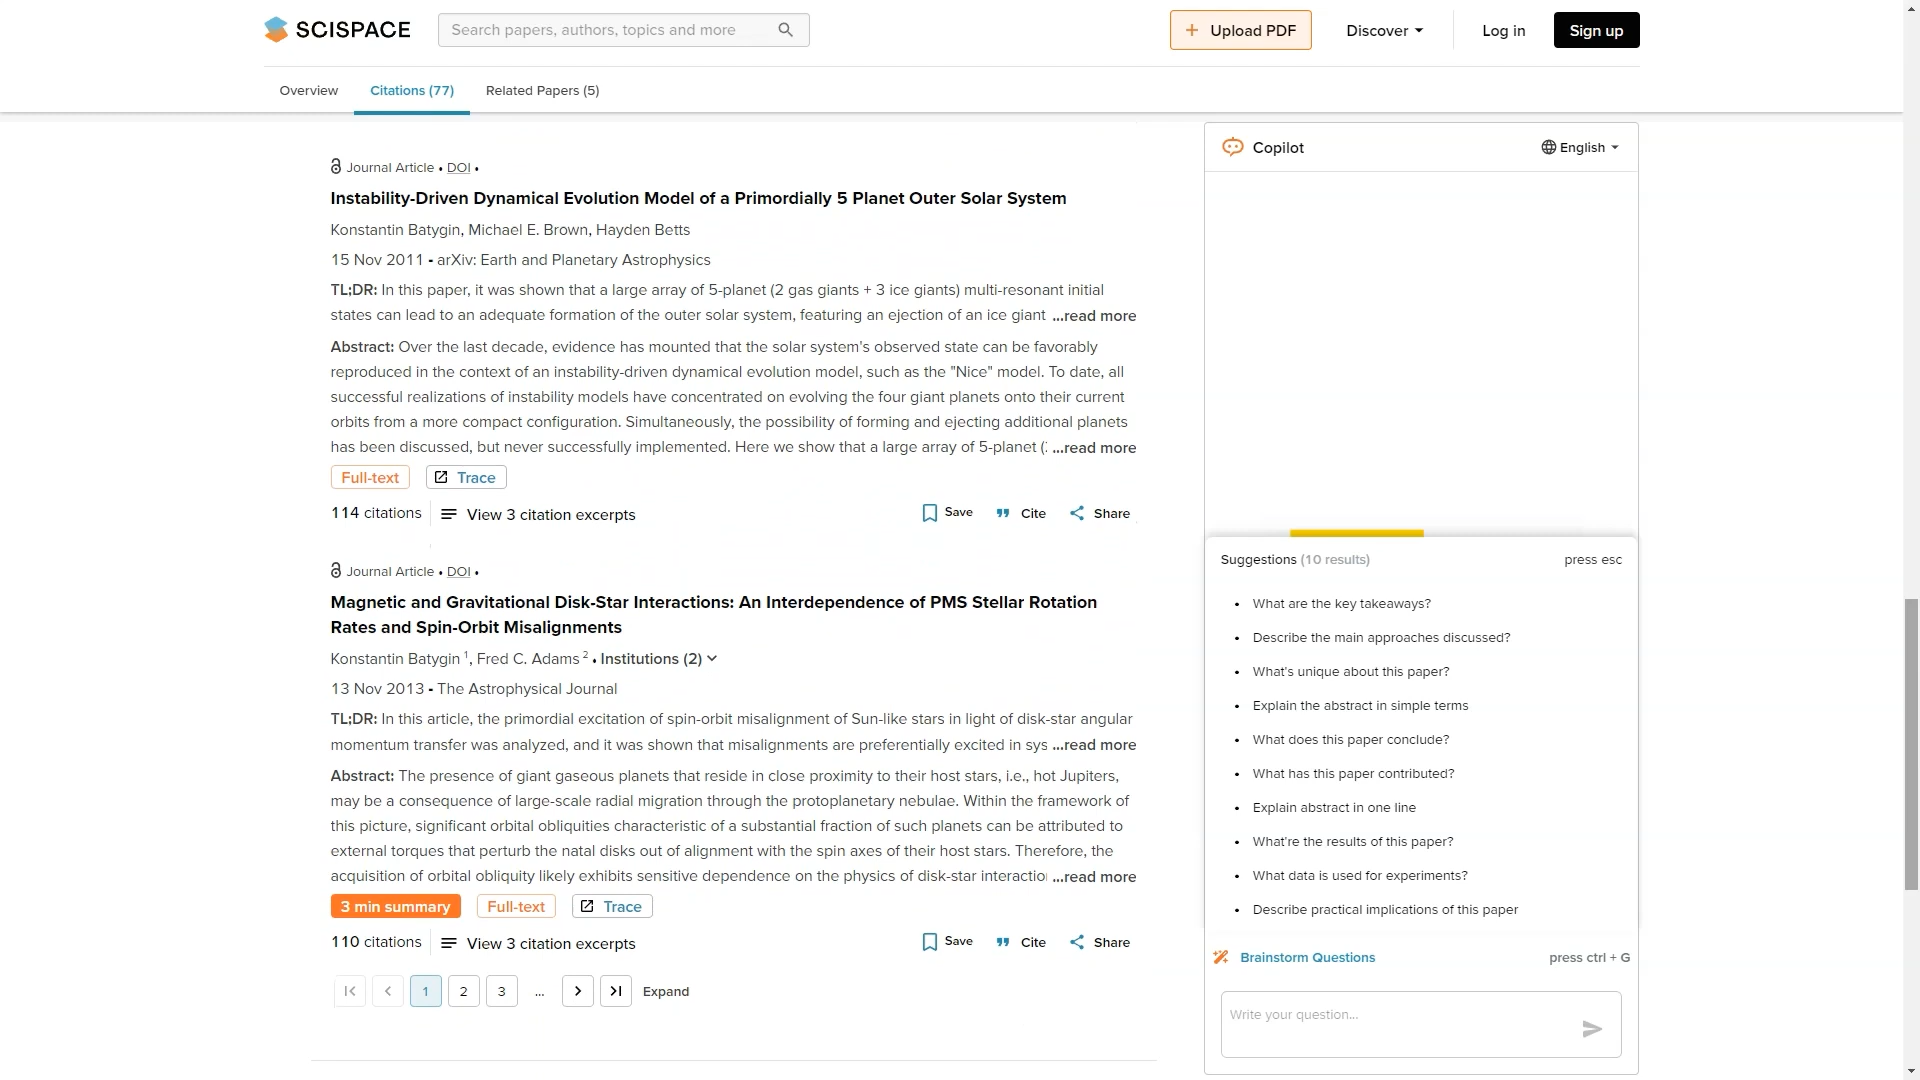 SCISPACE
Search papers, authors, topics and more
Upload PDF
Discover
Log in
Sign up
Overview
Citations (77)
Related Papers (5)
Journal Article • DOI •
Instability-Driven Dynamical Evolution Model of a Primordially 5 Planet Outer Solar System
Konstantin Batygin, Michael E. Brown, Hayden Betts
15 Nov 2011 - arXiv: Earth and Planetary Astrophysics
TL;DR: In this paper, it was shown that a large array of 5-planet (2 gas giants + 3 ice giants) multi-resonant initial
states can lead to an adequate formation of the outer solar system, featuring an ejection of an ice giant ...read more
Abstract: Over the last decade, evidence has mounted that the solar system's observed state can be favorably
reproduced in the context of an instability-driven dynamical evolution model, such as the "Nice" model. To date, all
successful realizations of instability models have concentrated on evolving the four giant planets onto their current
orbits from a more compact configuration. Simultaneously, the possibility of forming and ejecting additional planets
has been discussed, but never successfully implemented. Here we show that a large array of 5-planet ( ...read more
Full-text
Trace
114 citations
View 3 citation excerpts
Save
Cite
Share
Journal Article • DOI •
Magnetic and Gravitational Disk-Star Interactions: An Interdependence of PMS Stellar Rotation
Rates and Spin-Orbit Misalignments
Konstantin Batygin 1, Fred C. Adams 2 • Institutions (2)
13 Nov 2013 - The Astrophysical Journal
TL;DR: In this article, the primordial excitation of spin-orbit misalignment of Sun-like stars in light of disk-star angular
momentum transfer was analyzed, and it was shown that misalignments are preferentially excited in sys ...read more
Abstract: The presence of giant gaseous planets that reside in close proximity to their host stars, i.e., hot Jupiters,
may be a consequence of large-scale radial migration through the protoplanetary nebulae. Within the framework of
this picture, significant orbital obliquities characteristic of a substantial fraction of such planets can be attributed to
external torques that perturb the natal disks out of alignment with the spin axes of their host stars. Therefore, the
acquisition of orbital obliquity likely exhibits sensitive dependence on the physics of disk-star interactio ...read more
3 min summary
Full-text
Trace
110 citations
View 3 citation excerpts
Save
Cite
Share
1
2
3
...
Expand
Copilot
English
Suggestions (10 results)
press esc
• What are the key takeaways?
• Describe the main approaches discussed?
• What's unique about this paper?
• Explain the abstract in simple terms
• What does this paper conclude?
• What has this paper contributed?
• Explain abstract in one line
• What're the results of this paper?
• What data is used for experiments?
• Describe practical implications of this paper
Brainstorm Questions
press ctrl + G
Write your question...